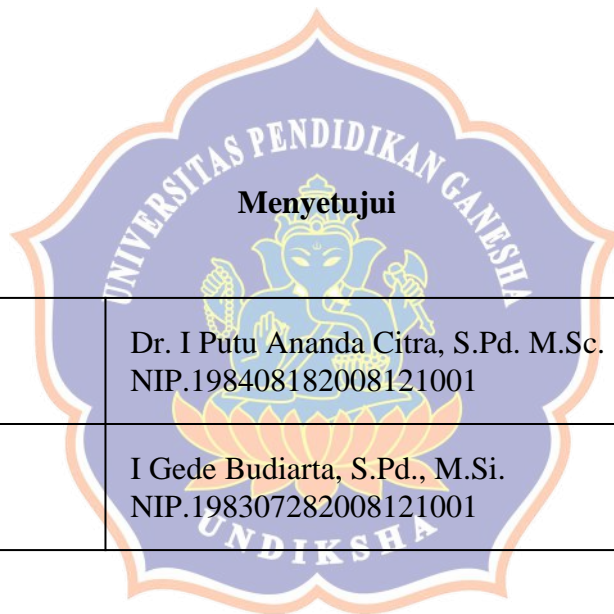 UNIVERSITAS PENDIDIKAN GANESHA
Menyetujui
Dr. I Putu Ananda Citra, S.Pd. M.Sc.
NIP.198408182008121001
I Gede Budiarta, S.Pd., M.Si.
NIP.198307282008121001
UNDIKSHA